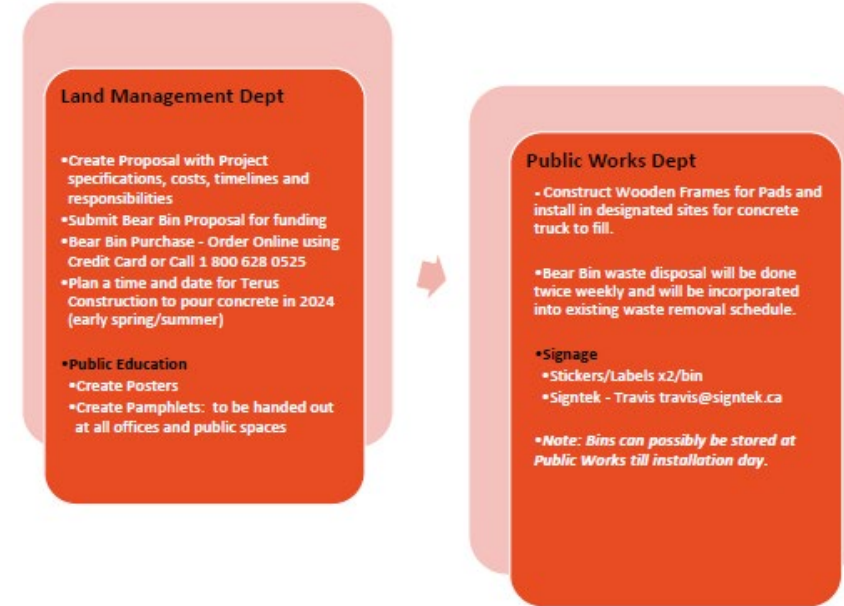 Land Management Dept
•Create Proposal with Project
specifications, costs, timelines and
responsibilities
•Submit Bear Bin Proposal for funding
•Bear Bin Purchase - Order Online using
Credit Card or Call 1 800 628 0525
•Plan a time and date for Terus
Construction to pour concrete in 2024
(early spring/summer)
•Public Education
•Create Posters
•Create Pamphlets: to be handed out
at all offices and public spaces
Public Works Dept
- Construct Wooden Frames for Pads and
install in designated sites for concrete
truck to fill.
•Bear Bin waste disposal will be done
twice weekly and will be incorporated
into existing waste removal schedule.
•Signage
•Stickers/Labels x2/bin
•Signtek - Travis travis@signtek.ca
•Note: Bins can possibly be stored at
Public Works till installation day.